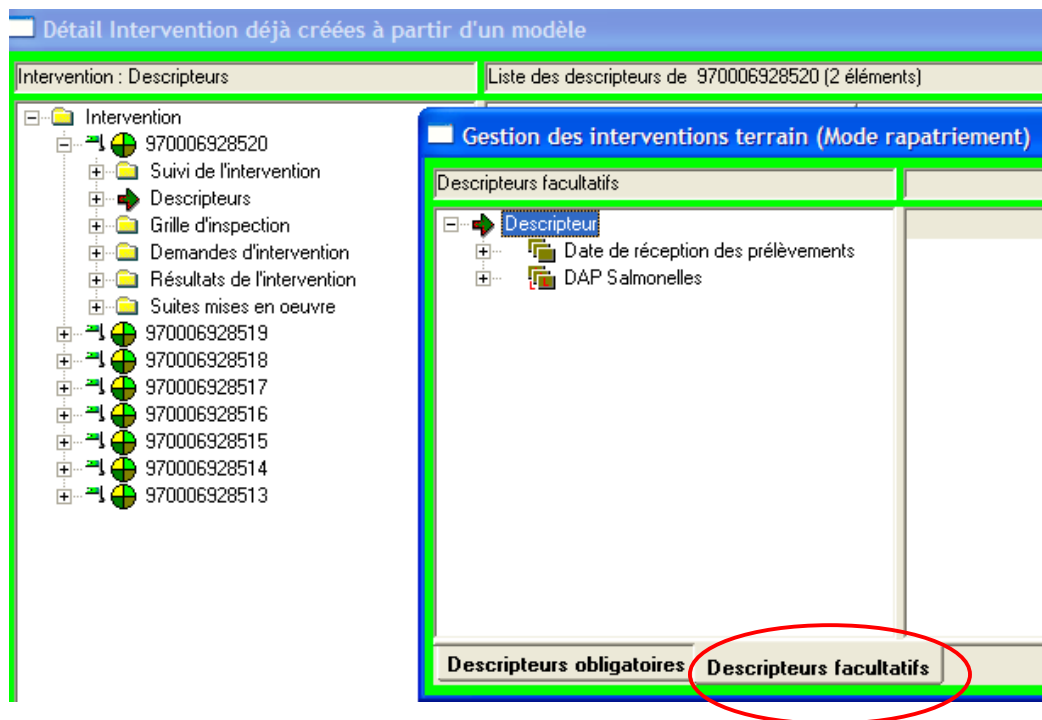 Détail Intervention déjà créées à partir d'un modèle
Intervention : Descripteurs
Liste des descripteurs de 970006928520 (2 éléments)
Intervention
970006928520
Suivi de l'intervention
Descripteurs
Grille d'inspection
Demandes d'intervention
Résultats de l'intervention
Suites mises en oeuvre
970006928519
970006928518
970006928517
970006928516
970006928515
970006928514
970006928513
Gestion des interventions terrain (Mode rapatriement)
Descripteurs facultatifs
Descripteur
Date de réception des prélèvements
DAP Salmonelles
Descripteurs obligatoires
Descripteurs facultatifs